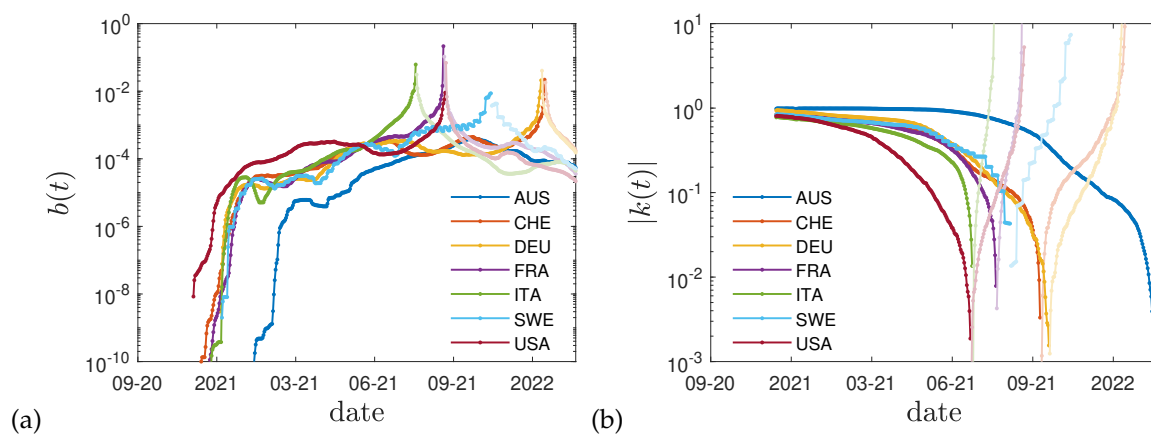 (a)
b(t)
10^0
10^-2
10^-4
10^-6
10^-8
10^-10
AUS
CHE
DEU
FRA
ITA
SWE
USA
09-20
2021
03-21
06-21
09-21
2022
date
(b)
|k(t)|
10^1
10^0
10^-1
10^-2
10^-3
AUS
CHE
DEU
FRA
ITA
SWE
USA
09-20
2021
03-21
06-21
09-21
2022
date